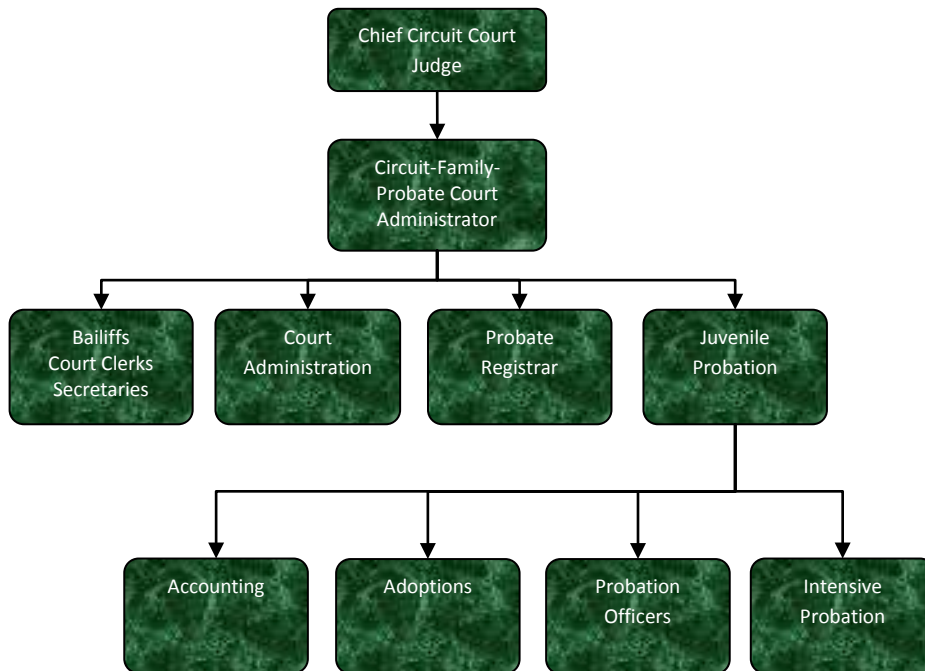 Chief Circuit Court
Judge
Circuit-Family-
Probate Court
Administrator
Bailiffs
Court Clerks
Secretaries
Court
Administration
Probate
Registrar
Juvenile
Probation
Accounting
Adoptions
Probation
Officers
Intensive
Probation